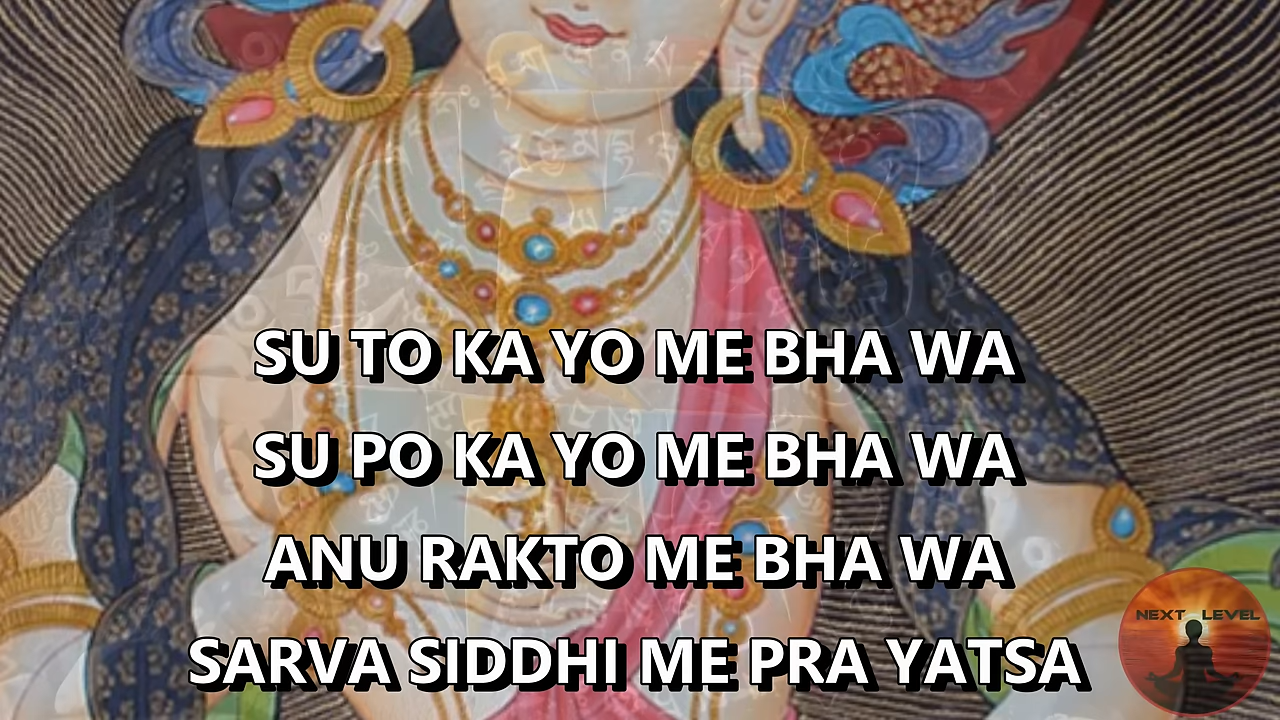 SU TO KA YO ME BHA WA
SU PO KA YO ME BHA WA
ANU RAKTO ME BHA WA
NEXT LEVEL
SARVA SIDDHI ME PRA YATSA